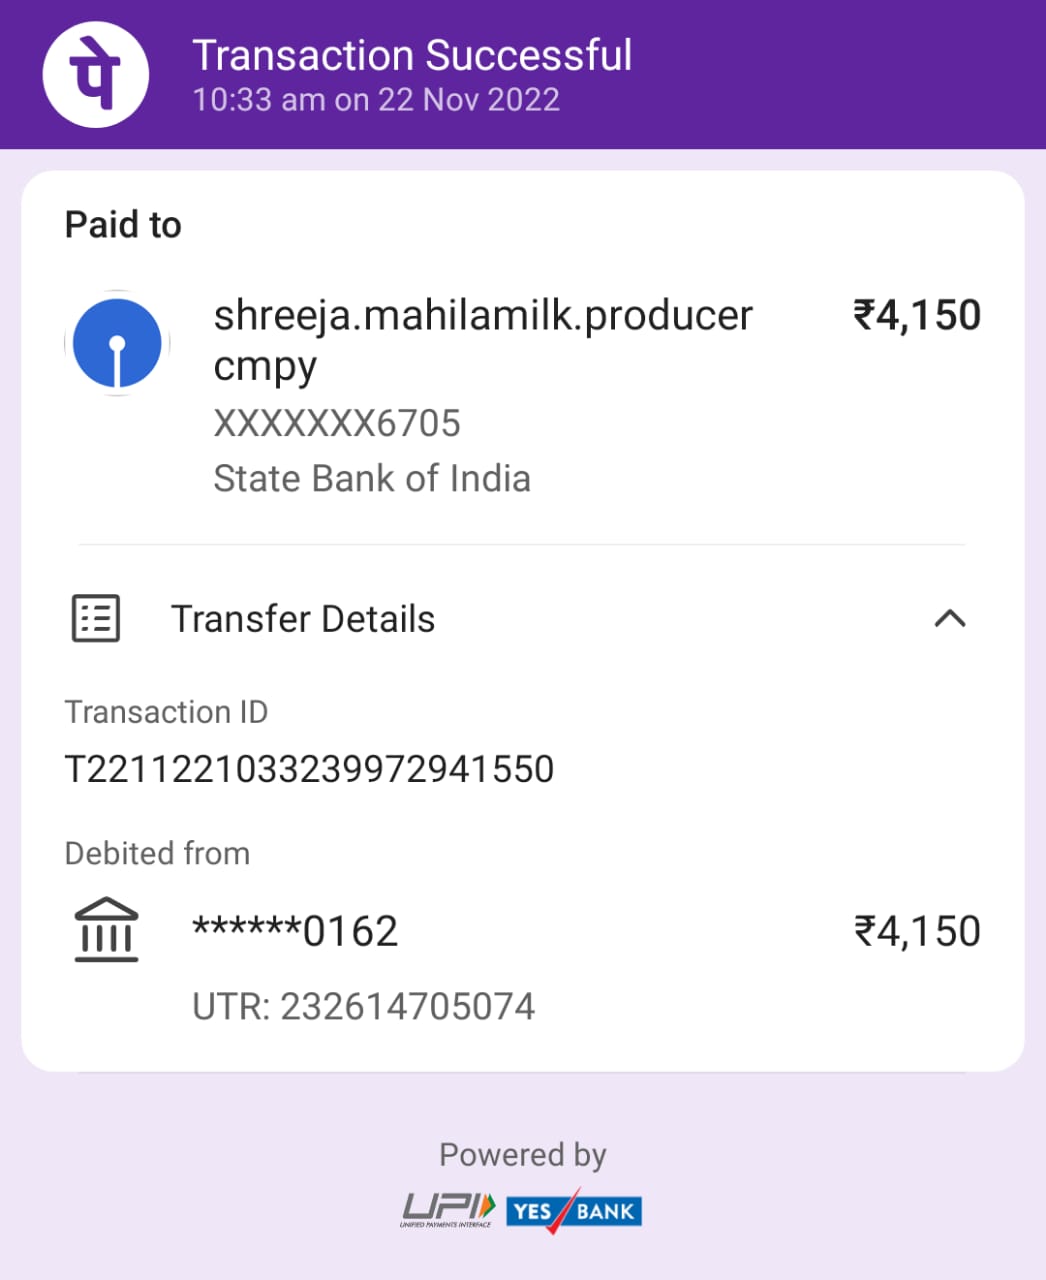 पे
Transaction Successful
10:33 am on 22 Nov 2022
Paid to
shreeja.mahilamilk.producer ₹4,150
cmpy
XXXXXXX6705
State Bank of India
Transfer Details
Transaction ID
T2211221033239972941550
Debited from
******0162 ₹4,150
UTR: 232614705074
Powered by
UPI YES BANK
UNIFIED PAYMENTS INTERFACE